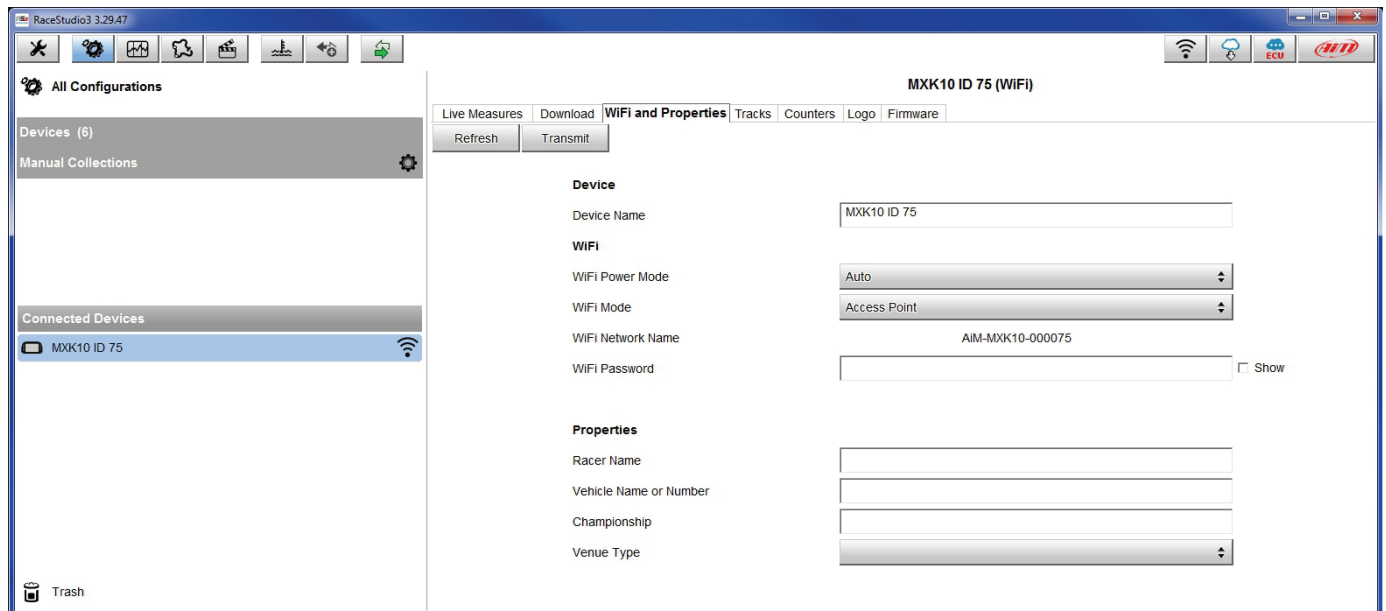 RaceStudio3 3.29.47
ECU
AiM
All Configurations
MXK10 ID 75 (WiFi)
Live Measures Download WiFi and Properties Tracks Counters Logo Firmware
Devices (6)
Refresh Transmit
Manual Collections
Device
Device Name MXK10 ID 75
WiFi
WiFi Power Mode Auto
WiFi Mode Access Point
Connected Devices
WiFi Network Name AiM-MXK10-000075
MXK10 ID 75
WiFi Password Show
Properties
Racer Name
Vehicle Name or Number
Championship
Venue Type
Trash